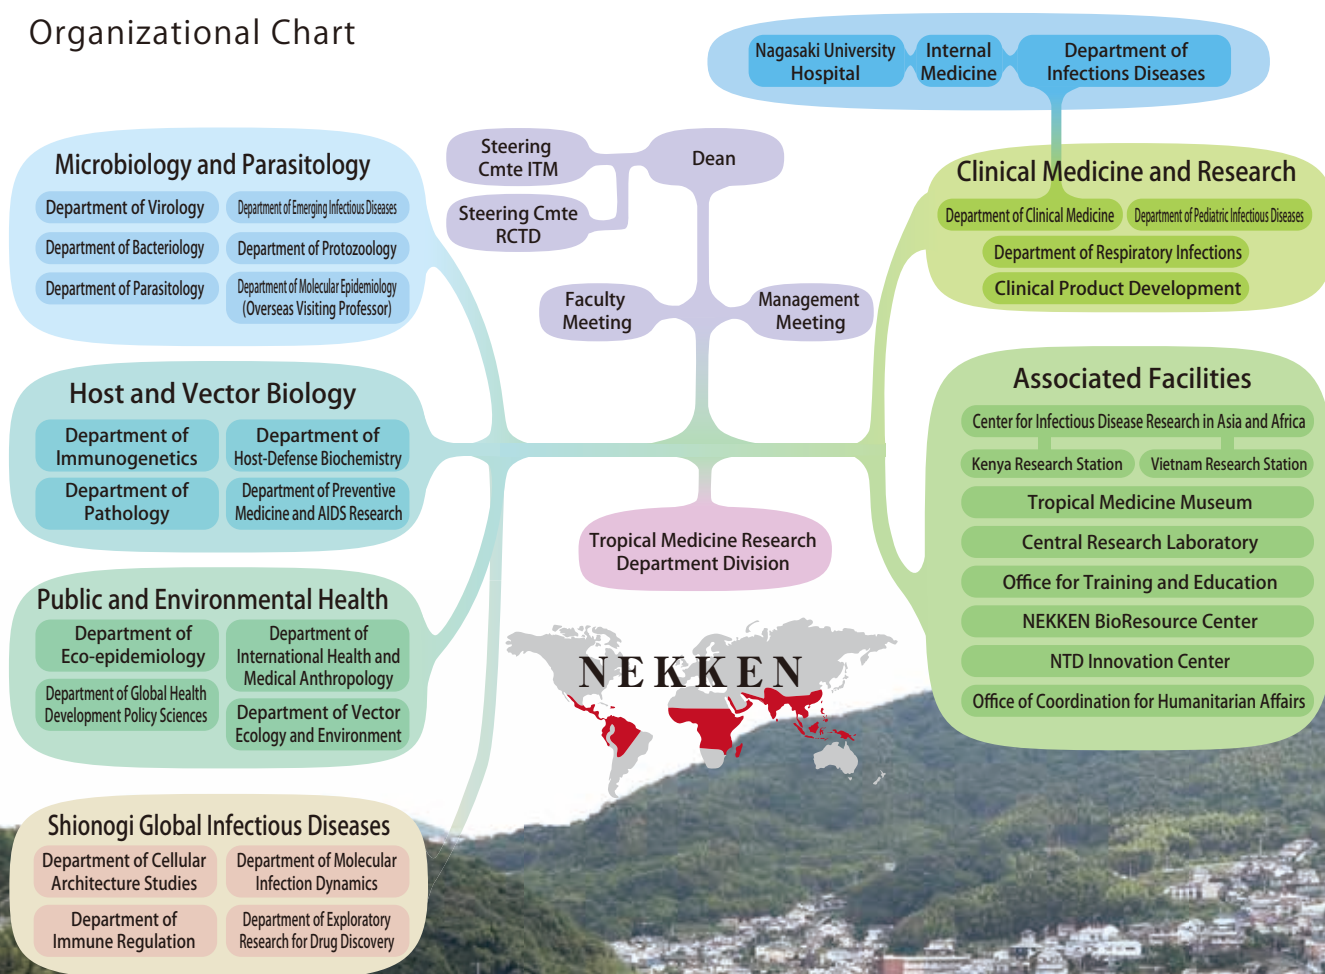 Organizational Chart
Nagasaki University
Hospital
Internal
Medicine
Department of
Infections Diseases
Steering
Cmte ITM
Dean
Steering Cmte
RCTD
Faculty
Meeting
Management
Meeting
Microbiology and Parasitology
Department of Virology
Department of Emerging Infectious Diseases
Department of Bacteriology
Department of Protozoology
Department of Parasitology
Department of Molecular Epidemiology
(Overseas Visiting Professor)
Host and Vector Biology
Department of
Immunogenetics
Department of
Host-Defense Biochemistry
Department of
Pathology
Department of Preventive
Medicine and AIDS Research
Public and Environmental Health
Department of
Eco-epidemiology
Department of
International Health and
Medical Anthropology
Department of Global Health
Development Policy Sciences
Department of Vector
Ecology and Environment
Shionogi Global Infectious Diseases
Department of Cellular
Architecture Studies
Department of Molecular
Infection Dynamics
Department of
Immune Regulation
Department of Exploratory
Research for Drug Discovery
Tropical Medicine Research
Department Division
NEKKEN
Clinical Medicine and Research
Department of Clinical Medicine
Department of Pediatric Infectious Diseases
Department of Respiratory Infections
Clinical Product Development
Associated Facilities
Center for Infectious Disease Research in Asia and Africa
Kenya Research Station
Vietnam Research Station
Tropical Medicine Museum
Central Research Laboratory
Office for Training and Education
NEKKEN BioResource Center
NTD Innovation Center
Office of Coordination for Humanitarian Affairs